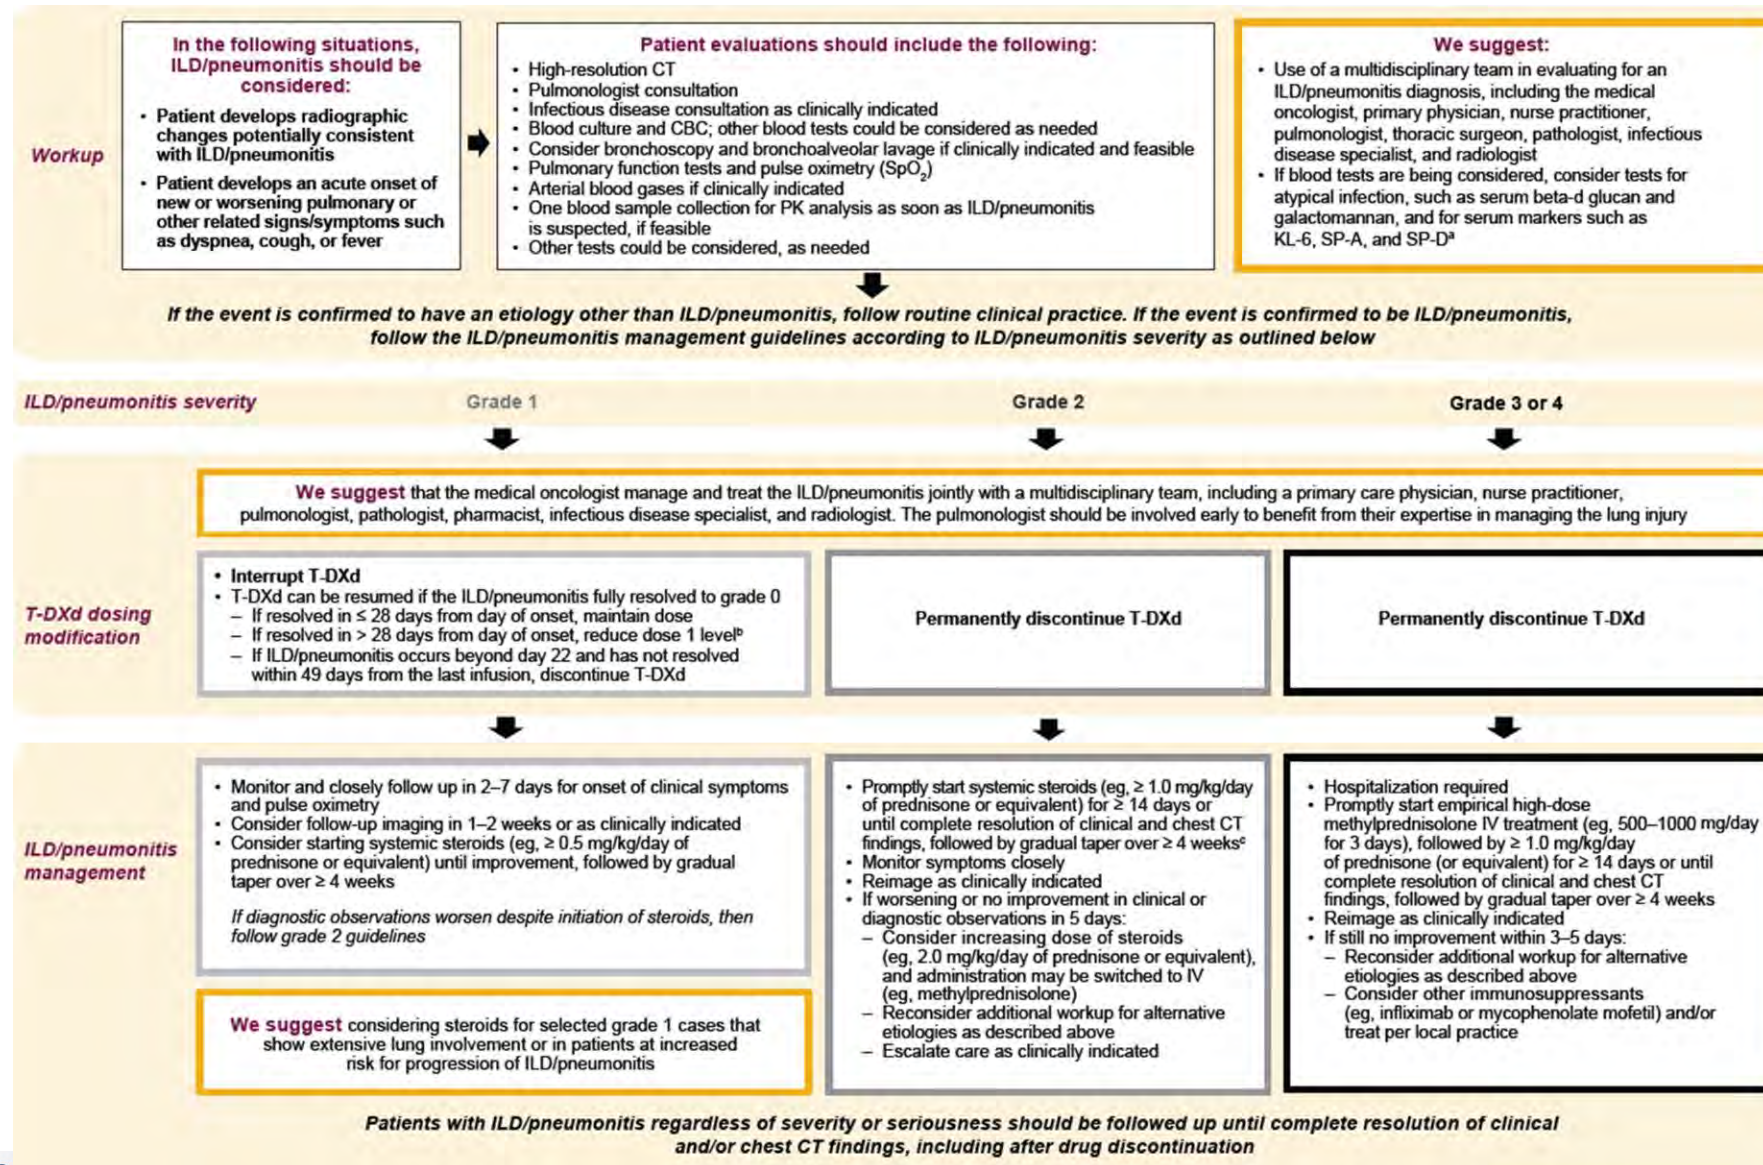 Workup
In the following situations,
ILD/pneumonitis should be
considered:
• Patient develops radiographic
changes potentially consistent
with ILD/pneumonitis
• Patient develops an acute onset of
new or worsening pulmonary or
other related signs/symptoms such
as dyspnea, cough, or fever
Patient evaluations should include the following:
• High-resolution CT
• Pulmonologist consultation
• Infectious disease consultation as clinically indicated
• Blood culture and CBC; other blood tests could be considered as needed
• Consider bronchoscopy and bronchoalveolar lavage if clinically indicated and feasible
• Pulmonary function tests and pulse oximetry (SpO₂)
• Arterial blood gases if clinically indicated
• One blood sample collection for PK analysis as soon as ILD/pneumonitis
is suspected, if feasible
• Other tests could be considered, as needed
We suggest:
• Use of a multidisciplinary team in evaluating for an
ILD/pneumonitis diagnosis, including the medical
oncologist, primary physician, nurse practitioner,
pulmonologist, thoracic surgeon, pathologist, infectious
disease specialist, and radiologist
• If blood tests are being considered, consider tests for
atypical infection, such as serum beta-d glucan and
galactomannan, and for serum markers such as
KL-6, SP-A, and SP-Dᵃ
If the event is confirmed to have an etiology other than ILD/pneumonitis, follow routine clinical practice. If the event is confirmed to be ILD/pneumonitis,
follow the ILD/pneumonitis management guidelines according to ILD/pneumonitis severity as outlined below
ILD/pneumonitis severity
Grade 1
Grade 2
Grade 3 or 4
We suggest that the medical oncologist manage and treat the ILD/pneumonitis jointly with a multidisciplinary team, including a primary care physician, nurse practitioner,
pulmonologist, pathologist, pharmacist, infectious disease specialist, and radiologist. The pulmonologist should be involved early to benefit from their expertise in managing the lung injury
T-DXd dosing
modification
• Interrupt T-DXd
• T-DXd can be resumed if the ILD/pneumonitis fully resolved to grade 0
– If resolved in ≤ 28 days from day of onset, maintain dose
– If resolved in > 28 days from day of onset, reduce dose 1 levelᵇ
– If ILD/pneumonitis occurs beyond day 22 and has not resolved
within 49 days from the last infusion, discontinue T-DXd
Permanently discontinue T-DXd
Permanently discontinue T-DXd
ILD/pneumonitis
management
• Monitor and closely follow up in 2–7 days for onset of clinical symptoms
and pulse oximetry
• Consider follow-up imaging in 1–2 weeks or as clinically indicated
• Consider starting systemic steroids (eg, ≥ 0.5 mg/kg/day of
prednisone or equivalent) until improvement, followed by gradual
taper over ≥ 4 weeks
If diagnostic observations worsen despite initiation of steroids, then
follow grade 2 guidelines
We suggest considering steroids for selected grade 1 cases that
show extensive lung involvement or in patients at increased
risk for progression of ILD/pneumonitis
• Promptly start systemic steroids (eg, ≥ 1.0 mg/kg/day
of prednisone or equivalent) for ≥ 14 days or
until complete resolution of clinical and chest CT
findings, followed by gradual taper over ≥ 4 weeksᶜ
• Monitor symptoms closely
• Reimage as clinically indicated
• If worsening or no improvement in clinical or
diagnostic observations in 5 days:
– Consider increasing dose of steroids
(eg, 2.0 mg/kg/day of prednisone or equivalent),
and administration may be switched to IV
(eg, methylprednisolone)
– Reconsider additional workup for alternative
etiologies as described above
– Escalate care as clinically indicated
• Hospitalization required
• Promptly start empirical high-dose
methylprednisolone IV treatment (eg, 500–1000 mg/day
for 3 days), followed by ≥ 1.0 mg/kg/day
of prednisone (or equivalent) for ≥ 14 days or until
complete resolution of clinical and chest CT
findings, followed by gradual taper over ≥ 4 weeks
• Reimage as clinically indicated
• If still no improvement within 3–5 days:
– Reconsider additional workup for alternative
etiologies as described above
– Consider other immunosuppressants
(eg, infliximab or mycophenolate mofetil) and/or
treat per local practice
Patients with ILD/pneumonitis regardless of severity or seriousness should be followed up until complete resolution of clinical
and/or chest CT findings, including after drug discontinuation